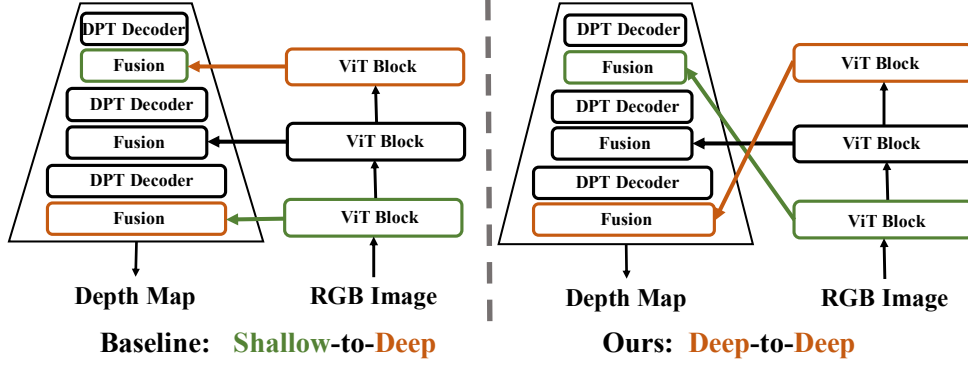 DPT Decoder
Fusion
DPT Decoder
Fusion
DPT Decoder
Fusion
ViT Block
ViT Block
ViT Block
Depth Map
RGB Image
Baseline: Shallow-to-Deep
DPT Decoder
Fusion
DPT Decoder
Fusion
DPT Decoder
Fusion
ViT Block
ViT Block
ViT Block
Depth Map
RGB Image
Ours: Deep-to-Deep